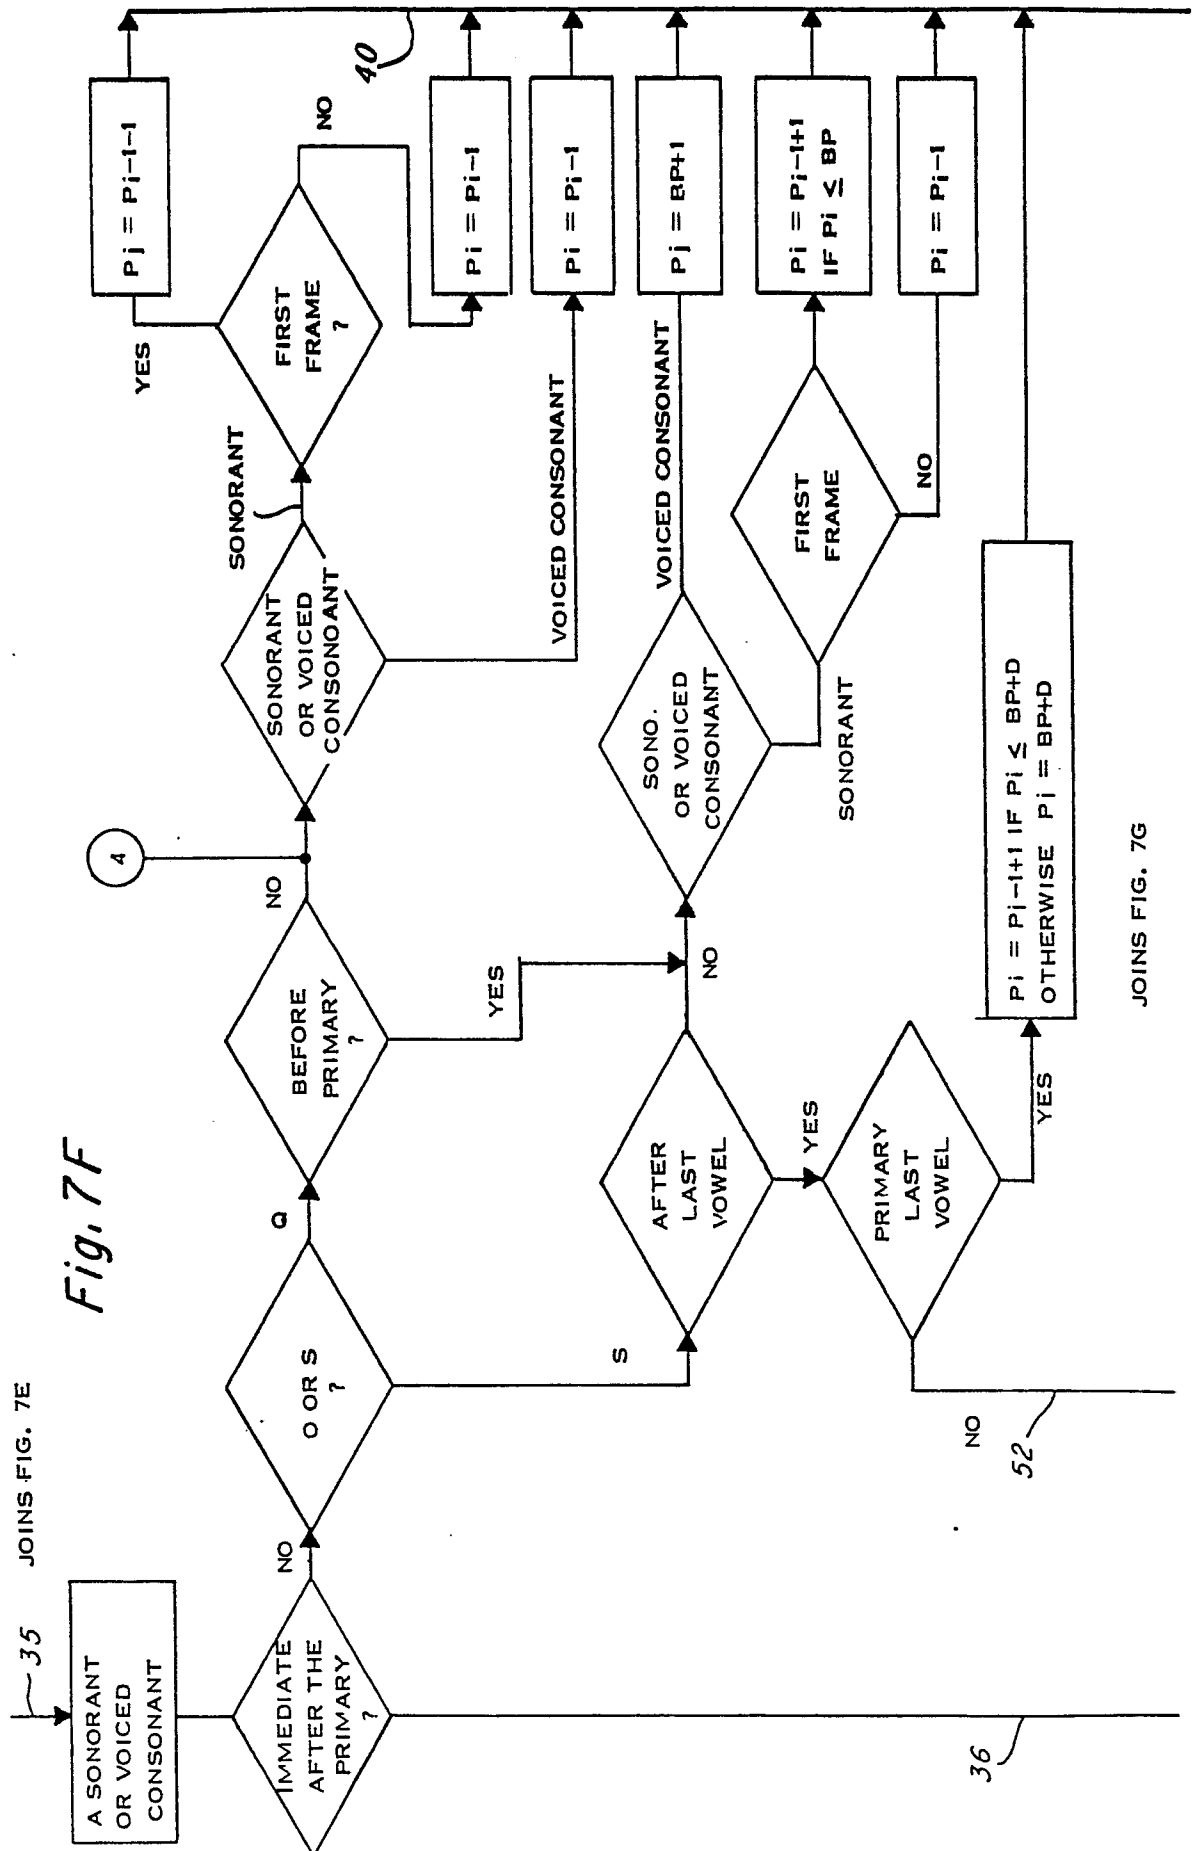 Fig. 7F
JOINS FIG. 7E
35
A SONORANT
OR VOICED
CONSONANT
IMMEDIATE
AFTER THE
PRIMARY
?
NO
36
O OR S
?
Q
S
BEFORE
PRIMARY
?
NO
YES
4
SONORANT
OR VOICED
CONSONOANT
SONORANT
VOICED CONSONANT
FIRST
FRAME
?
YES
NO
Pj = Pi-1-1
Pi = Pi-1
Pi = Pi-1
40
AFTER
LAST
VOWEL
NO
YES
SONO.
OR VOICED
CONSONANT
VOICED CONSONANT
SONORANT
Pj = BP+1
FIRST
FRAME
NO
Pi = Pi-1+1
IF Pi ≤ BP
Pi = Pi-1
PRIMARY
LAST
VOWEL
NO
52
YES
Pi = Pi-1+1 IF Pi ≤ BP+D
OTHERWISE Pi = BP+D
JOINS FIG. 7G